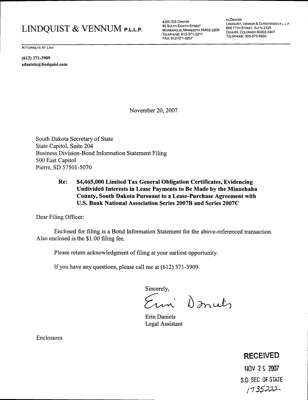 LINDQUIST & VENNUM P.L.L.P.
4200 IDS CENTER
80 SOUTH EIGHTH STREET
MINNEAPOLIS, MINNESOTA 55402-2205
TELEPHONE: 612-371-3211
FAX: 612-371-3207
IN DENVER:
LINDQUIST, VENNUM & CHRISTENSEN P.L.L.P.
600 17TH STREET, SUITE 2125
DENVER, COLORADO 80202-5401
TELEPHONE: 303-573-5900
ATTORNEYS AT LAW
(612) 371-3909
edaniels@lindquist.com
November 20, 2007
South Dakota Secretary of State
State Capitol, Suite 204
Business Division-Bond Information Statement Filing
500 East Capitol
Pierre, SD 57501-5070
Re: $4,465,000 Limited Tax General Obligation Certificates, Evidencing
Undivided Interests in Lease Payments to Be Made by the Minnehaha
County, South Dakota Pursuant to a Lease-Purchase Agreement with
U.S. Bank National Association Series 2007B and Series 2007C
Dear Filing Officer:
Enclosed for filing is a Bond Information Statement for the above-referenced transaction.
Also enclosed is the $1.00 filing fee.
Please return acknowledgment of filing at your earliest opportunity.
If you have any questions, please call me at (612) 371-3909.
Sincerely,
Erin Daniels
Erin Daniels
Legal Assistant
Enclosures
RECEIVED
NOV 26 2007
S.D. SEC OF STATE
1735222